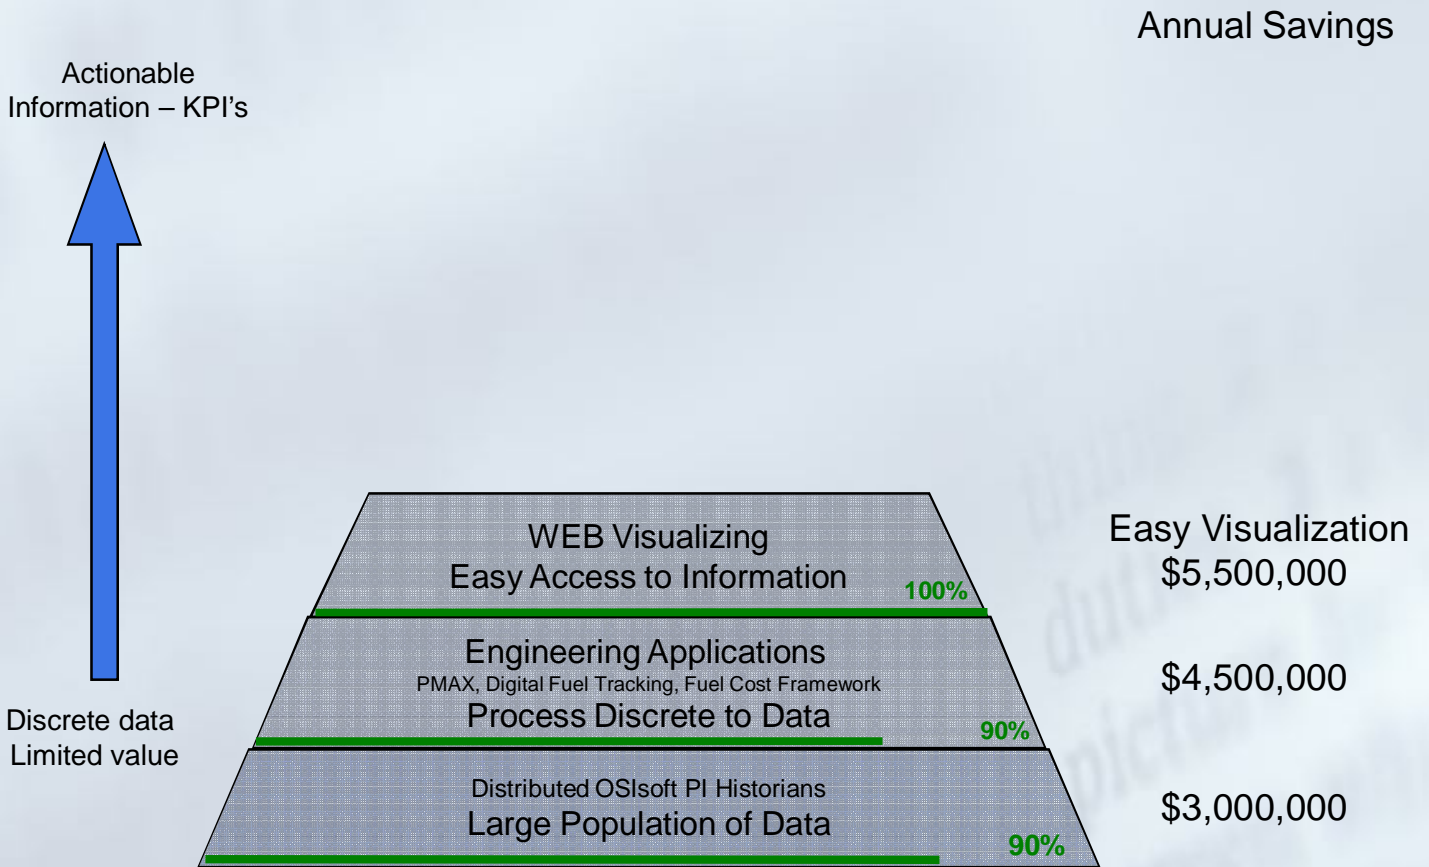 Annual Savings
Actionable
Information – KPI's
WEB Visualizing
Easy Access to Information
100%
Easy Visualization
$5,500,000
Engineering Applications
PMAX, Digital Fuel Tracking, Fuel Cost Framework
Process Discrete to Data
90%
$4,500,000
Discrete data
Limited value
Distributed OSIsoft PI Historians
Large Population of Data
90%
$3,000,000
thing
picture